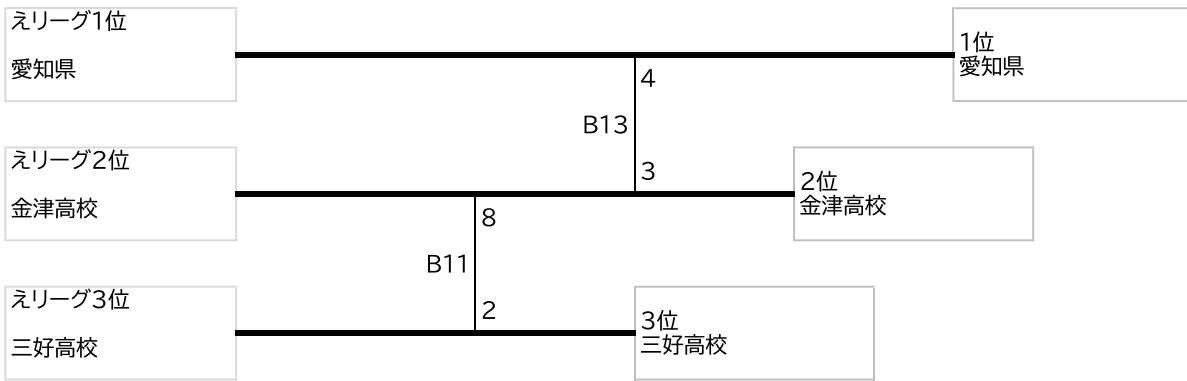 えリーグ1位
愛知県
1位
愛知県
4
B13
3
えリーグ2位
金津高校
2位
金津高校
8
B11
2
えリーグ3位
三好高校
3位
三好高校